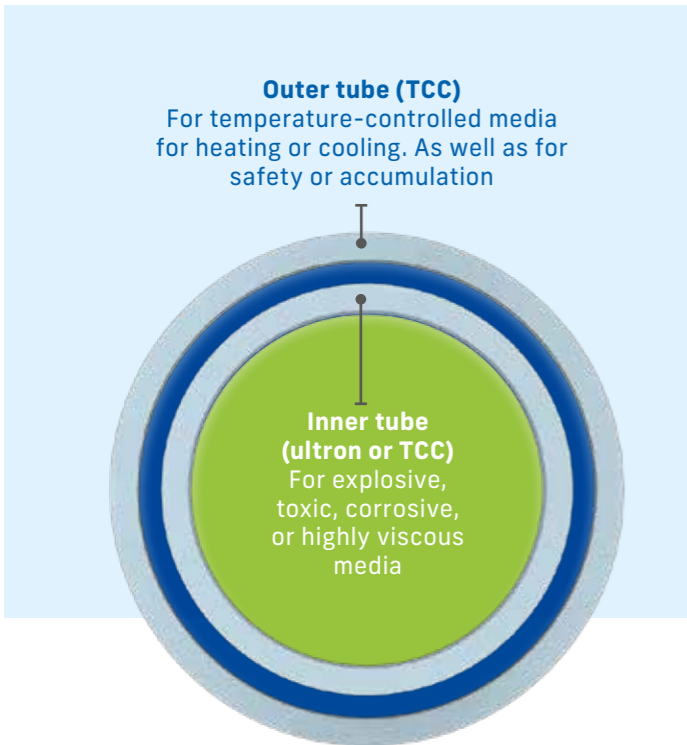 Outer tube (TCC)
For temperature-controlled media
for heating or cooling. As well as for
safety or accumulation
Inner tube
(ultron or TCC)
For explosive,
toxic, corrosive,
or highly viscous
media